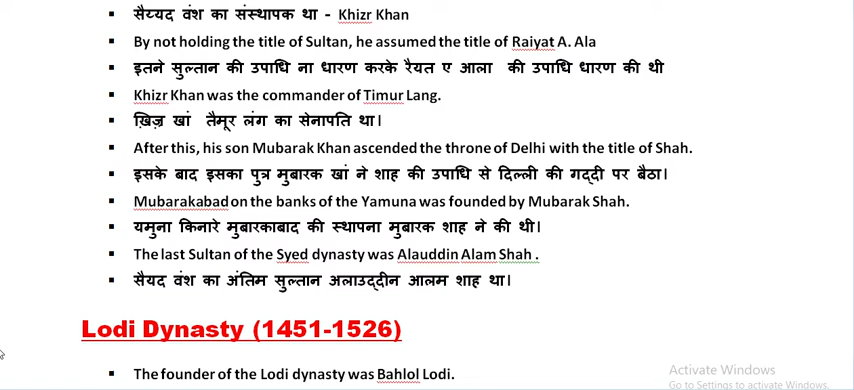 ▪ सैय्यद वंश का संस्थापक था - Khizr Khan
▪ By not holding the title of Sultan, he assumed the title of Raiyat A. Ala
▪ इतने सुल्तान की उपाधि ना धारण करके रैयत ए आला की उपाधि धारण की थी
▪ Khizr Khan was the commander of Timur Lang.
▪ ख़िज़्र खां तैमूर लंग का सेनापति था।
▪ After this, his son Mubarak Khan ascended the throne of Delhi with the title of Shah.
▪ इसके बाद इसका पुत्र मुबारक खां ने शाह की उपाधि से दिल्ली की गद्दी पर बैठा।
▪ Mubarakabad on the banks of the Yamuna was founded by Mubarak Shah.
▪ यमुना किनारे मुबारकाबाद की स्थापना मुबारक शाह ने की थी।
▪ The last Sultan of the Syed dynasty was Alauddin Alam Shah .
▪ सैयद वंश का अंतिम सुल्तान अलाउद्दीन आलम शाह था।
Lodi Dynasty (1451-1526)
▪ The founder of the Lodi dynasty was Bahlol Lodi.
Activate Windows
Go to Settings to activate Windows.